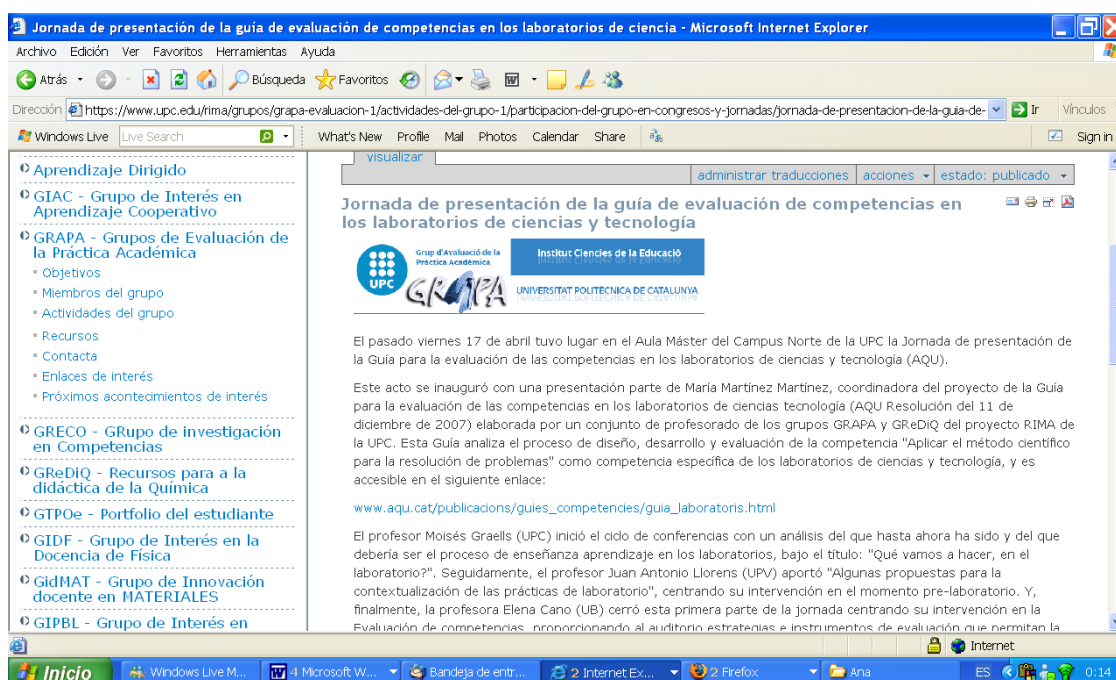 Jornada de presentación de la guía de evaluación de competencias en los laboratorios de ciencia - Microsoft Internet Explorer
Archivo Edición Ver Favoritos Herramientas Ayuda
Atrás Búsqueda Favoritos
Dirección https://www.upc.edu/rima/grupos/grapa-evaluacion-1/actividades-del-grupo-1/participacion-del-grupo-en-congresos-y-jornadas/jornada-de-presentacion-de-la-guia-de- Ir Vínculos
Windows Live Live Search What's New Profile Mail Photos Calendar Share Sign in
Aprendizaje Dirigido
GIAC - Grupo de Interés en
Aprendizaje Cooperativo
GRAPA - Grupos de Evaluación de
la Práctica Académica
Objetivos
Miembros del grupo
Actividades del grupo
Recursos
Contacta
Enlaces de interés
Próximos acontecimientos de interés
GRECO - GRupo de investigación
en Competencias
GReDiQ - Recursos para a la
didáctica de la Química
GTPOe - Portfolio del estudiante
GIDF - Grupo de Interés en la
Docencia de Física
GidMAT - Grupo de Innovación
docente en MATERIALES
GIPBL - Grupo de Interés en
visualizar
administrar traducciones acciones estado: publicado
Jornada de presentación de la guía de evaluación de competencias en
los laboratorios de ciencias y tecnología
UPC
Grup d'Avaluació de la
Pràctica Acadèmica
GRAPA
Institut Ciencies de la Educació
UNIVERSITAT POLITÈCNICA DE CATALUNYA
El pasado viernes 17 de abril tuvo lugar en el Aula Máster del Campus Norte de la UPC la Jornada de presentación de
la Guía para la evaluación de las competencias en los laboratorios de ciencias y tecnología (AQU).
Este acto se inauguró con una presentación parte de María Martínez Martínez, coordinadora del proyecto de la Guía
para la evaluación de las competencias en los laboratorios de ciencias tecnología (AQU Resolución del 11 de
diciembre de 2007) elaborada por un conjunto de profesorado de los grupos GRAPA y GReDiQ del proyecto RIMA de
la UPC. Esta Guía analiza el proceso de diseño, desarrollo y evaluación de la competencia "Aplicar el método científico
para la resolución de problemas" como competencia específica de los laboratorios de ciencias y tecnología, y es
accesible en el siguiente enlace:
www.aqu.cat/publicacions/guies_competencies/guia_laboratoris.html
El profesor Moisés Graells (UPC) inició el ciclo de conferencias con un análisis del que hasta ahora ha sido y del que
debería ser el proceso de enseñanza aprendizaje en los laboratorios, bajo el título: "Qué vamos a hacer, en el
laboratorio?". Seguidamente, el profesor Juan Antonio Llorens (UPV) aportó "Algunas propuestas para la
contextualización de las prácticas de laboratorio", centrando su intervención en el momento pre-laboratorio. Y,
finalmente, la profesora Elena Cano (UB) cerró esta primera parte de la jornada centrando su intervención en la
Evaluación de competencias, proporcionando al auditorio estrategias e instrumentos de evaluación que permitan la
Internet
Inicio Windows Live M... 4 Microsoft W... Bandeja de entr... 2 Internet Ex... 2 Firefox Ana ES 0:14